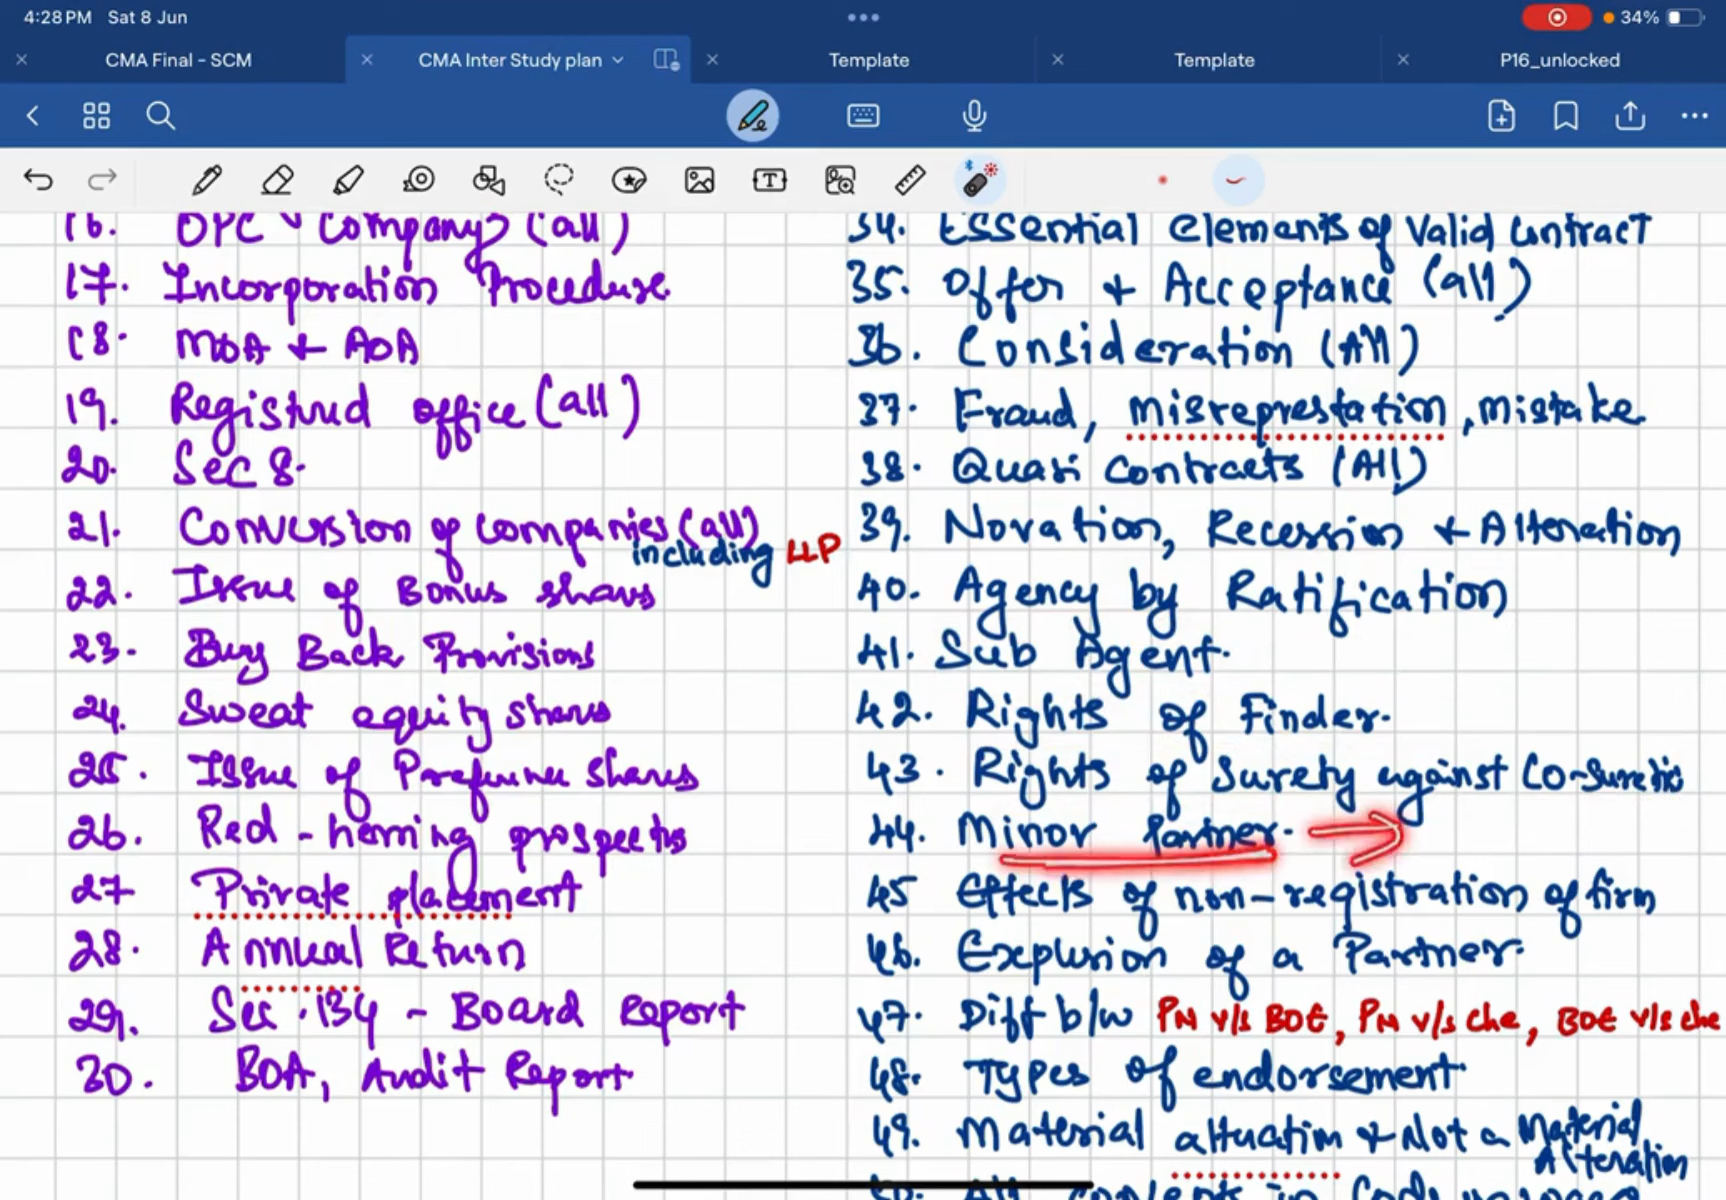 4:28 PM Sat 8 Jun
34%
CMA Final - SCM
CMA Inter Study plan
Template
Template
P16_unlocked
16. OPC Company (all)
17. Incorporation Procedure
18. MOA + AOA
19. Registrud office (all)
20. Sec 8.
21. Conversion of Companies (all)
including LLP
22. Issue of Bonus shares
23. Buy Back Provisions
24. Sweat equity shares
25. Issue of Preference shares
26. Red-herring prospectus
27 Private placement
28. Annual Return
29. Sec. 134 - Board Report
30. BOA, Audit Report
34. Essential elements of Valid Contract
35. Offer + Acceptance (all)
36. Consideration (All)
37. Fraud, Misreprestation, Mistake
38. Quasi Contracts (All)
39. Novation, Recession + Alteration
40. Agency by Ratification
41. Sub Agent.
42. Rights of Finder.
43. Rights of Surety against Co-Sureties
44. Minor Partner. →
45 Effects of non-registration of firm
46. Explusion of a Partner.
47. Diff b/w PN v/s BOE, PN v/s Che, BOE v/s che
48. Types of endorsement.
49. Material altuation + Not a Material
Alteration
50. All